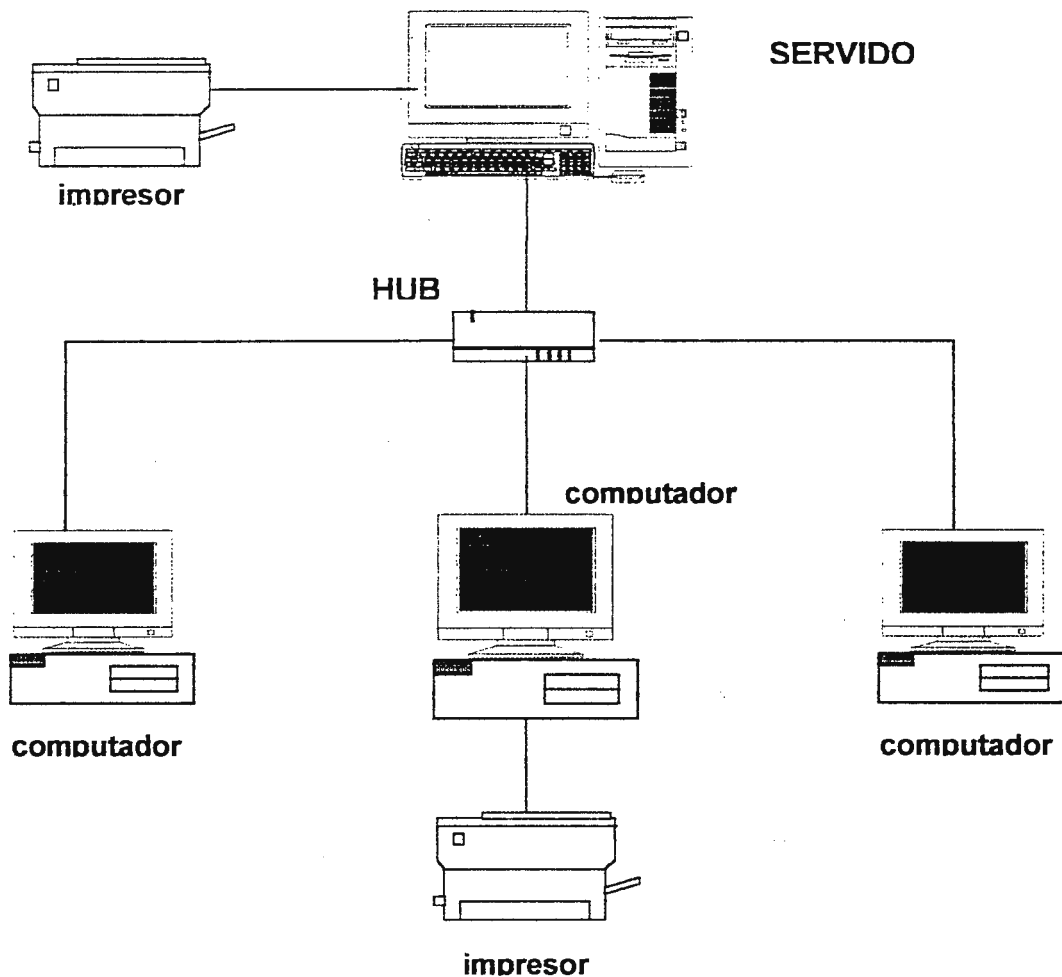 SERVIDO
impresor
HUB
computador
computador
computador
impresor